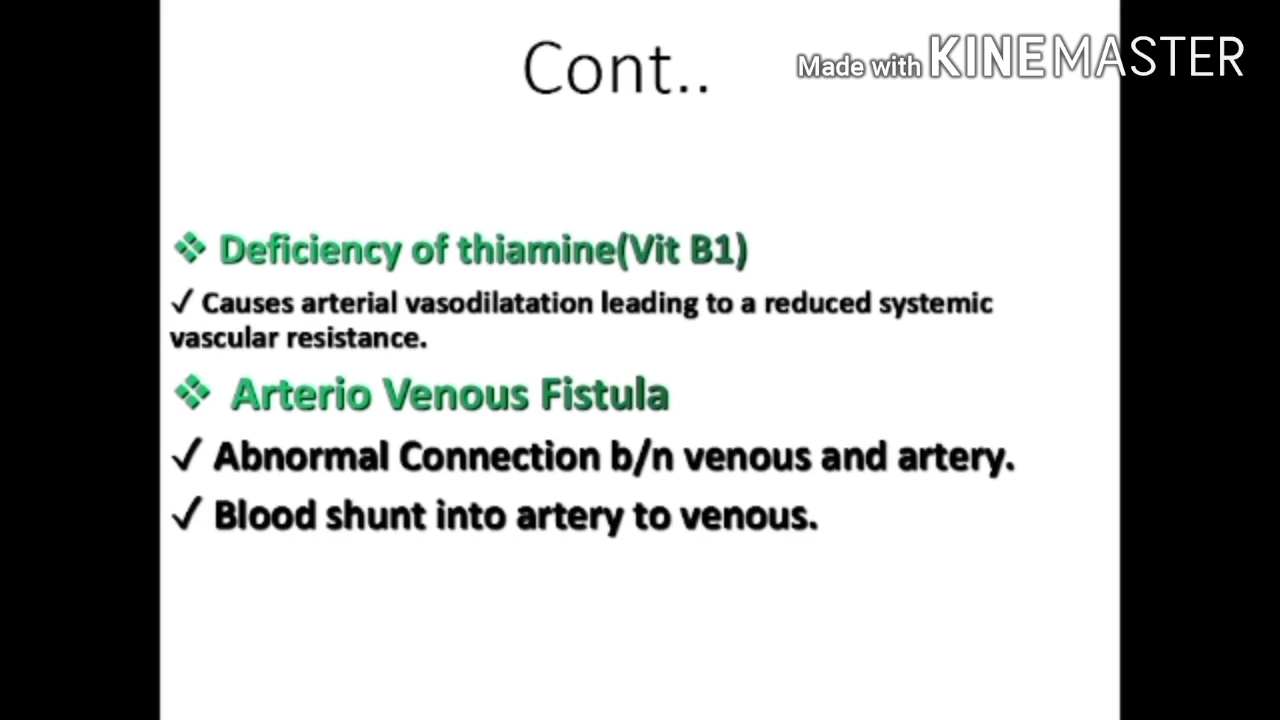 Cont..
Made with KINEMASTER
❖ Deficiency of thiamine(Vit B1)
✓ Causes arterial vasodilatation leading to a reduced systemic
vascular resistance.
❖ Arterio Venous Fistula
✓ Abnormal Connection b/n venous and artery.
✓ Blood shunt into artery to venous.